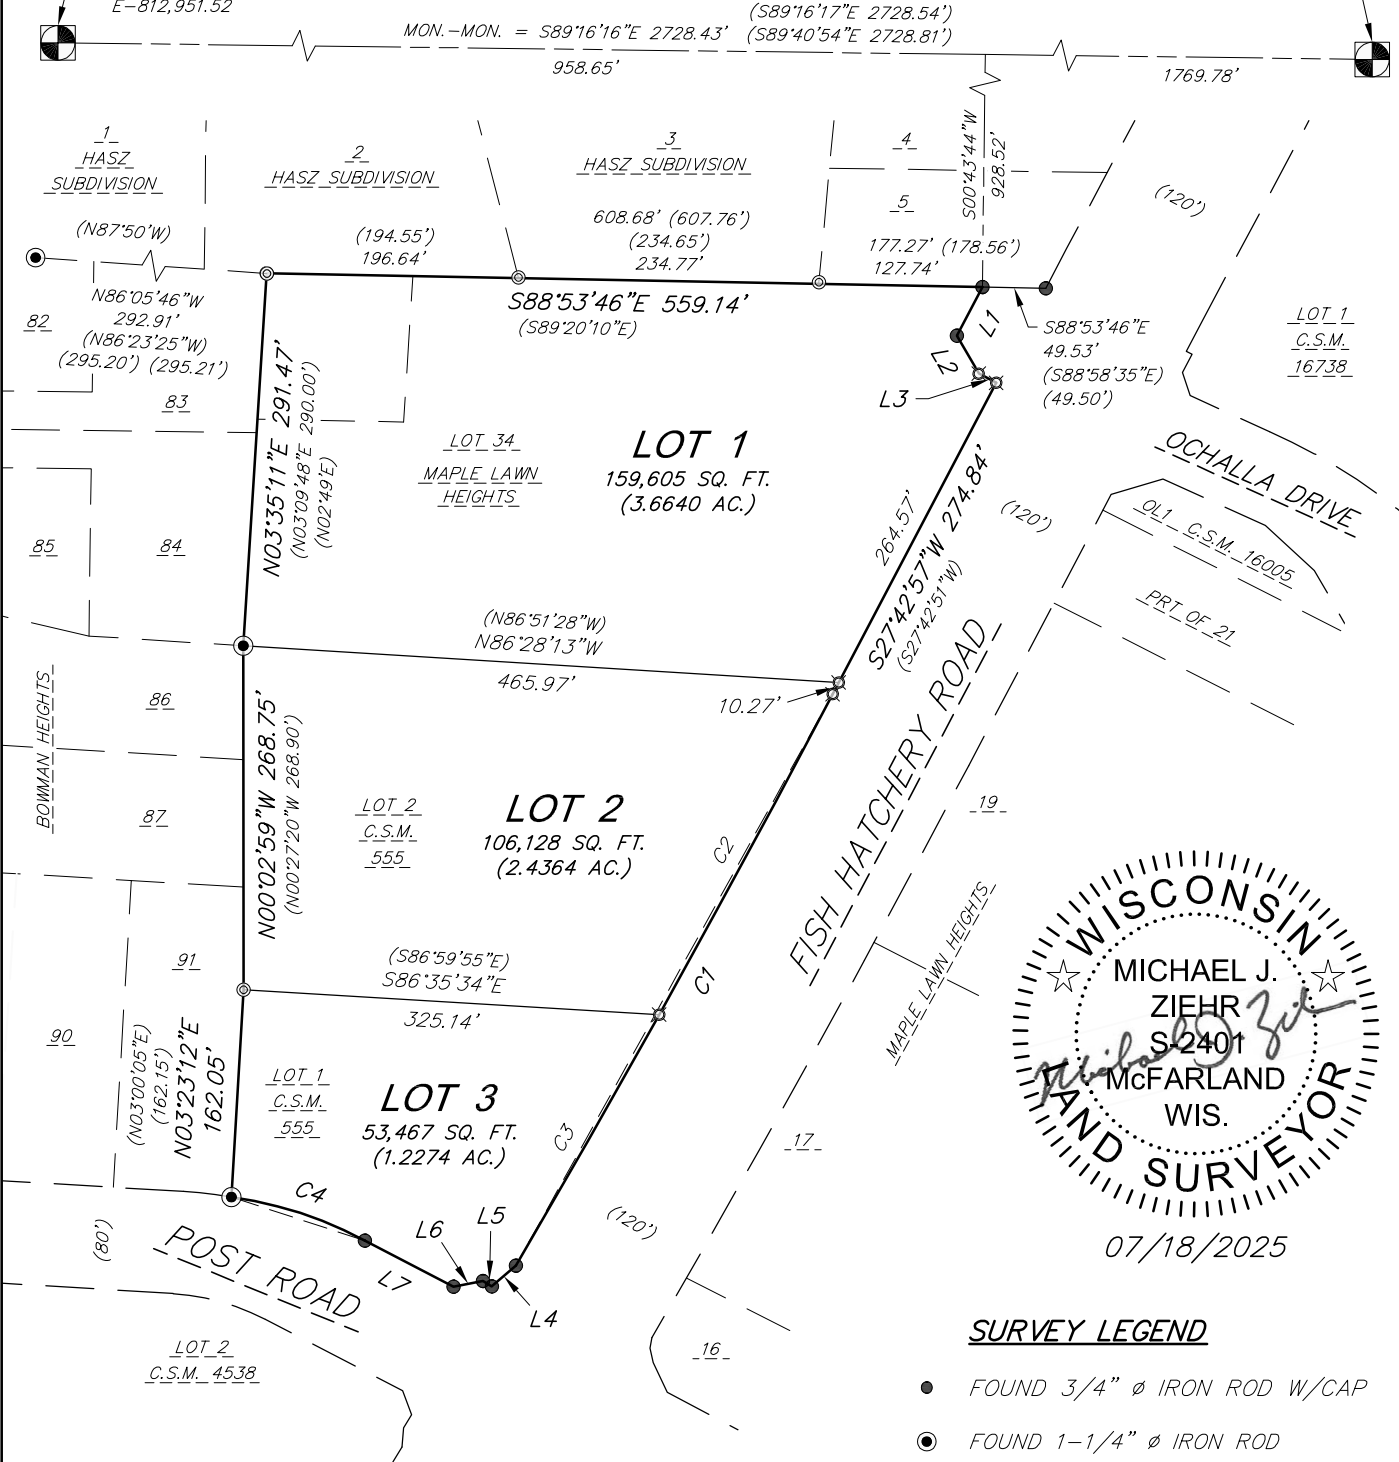 E-812,951.52
(S89°16'17"E 2728.54')
MON.-MON. = S89°16'16"E 2728.43' (S89°40'54"E 2728.81')
958.65'
1769.78'
1
HASZ
SUBDIVISION
2
HASZ SUBDIVISION
3
HASZ SUBDIVISION
4
5
S00°43'44"W
928.52'
(120')
(N87°50'W)
(194.55')
196.64'
608.68' (607.76')
(234.65')
234.77'
177.27' (178.56')
127.74'
S88°53'46"E 559.14'
(S89°20'10"E)
N86°05'46"W
292.91'
(N86°23'25"W)
(295.20') (295.21')
82
83
L1
L2
L3
S88°53'46"E
49.53'
(S88°58'35"E)
(49.50')
LOT 1
C.S.M.
16738
N03°35'11"E 291.47'
(N03°09'48"E 290.00')
(N02°49'E)
LOT 34
MAPLE LAWN
HEIGHTS
LOT 1
159,605 SQ. FT.
(3.6640 AC.)
264.57'
S27°42'57"W 274.84'
(S27°42'51"W)
(120')
OCHALLA DRIVE
OL1 C.S.M. 16005
PRT OF 21
85
84
(N86°51'28"W)
N86°28'13"W
465.97'
10.27'
BOWMAN HEIGHTS
86
87
N00°02'59"W 268.75'
(N00°27'20"W 268.90')
LOT 2
C.S.M.
555
LOT 2
106,128 SQ. FT.
(2.4364 AC.)
C2
C1
FISH HATCHERY ROAD
19
MAPLE LAWN HEIGHTS
91
90
(S86°59'55"E)
S86°35'34"E
325.14'
(N03°00'05"E)
(162.15')
N03°23'12"E
162.05'
LOT 1
C.S.M.
555
LOT 3
53,467 SQ. FT.
(1.2274 AC.)
C3
C4
17
WISCONSIN
MICHAEL J.
ZIEHR
S-2401
McFARLAND
WIS.
LAND SURVEYOR
07/18/2025
(80')
POST ROAD
L7
L6
L5
L4
(120')
16
LOT 2
C.S.M. 4538
SURVEY LEGEND
FOUND 3/4" ø IRON ROD W/CAP
FOUND 1-1/4" ø IRON ROD